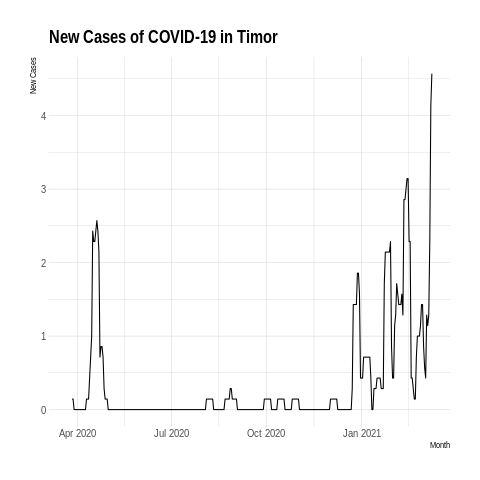 New Cases of COVID-19 in Timor
New Cases
4
3
2
1
0
Apr 2020
Jul 2020
Oct 2020
Jan 2021
Month